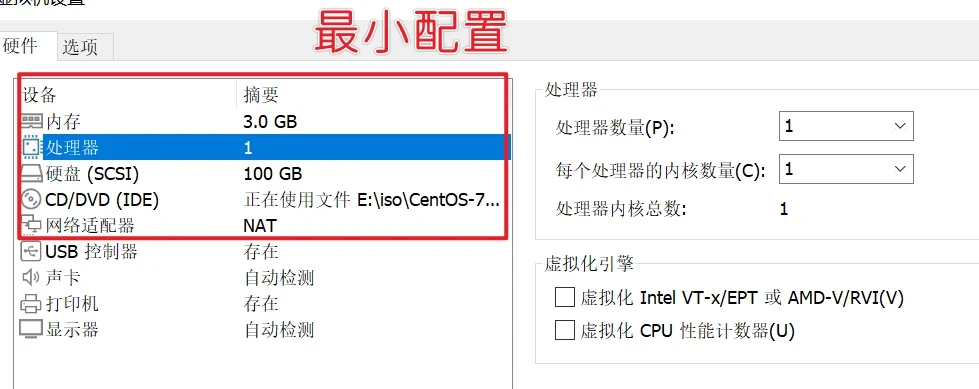 虚拟机设置
最小配置
硬件 选项
设备 摘要
内存 3.0 GB
处理器 1
硬盘 (SCSI) 100 GB
CD/DVD (IDE) 正在使用文件 E:\iso\CentOS-7...
网络适配器 NAT
USB 控制器 存在
声卡 自动检测
打印机 存在
显示器 自动检测
处理器
处理器数量(P): 1
每个处理器的内核数量(C): 1
处理器内核总数: 1
虚拟化引擎
虚拟化 Intel VT-x/EPT 或 AMD-V/RVI(V)
虚拟化 CPU 性能计数器(U)